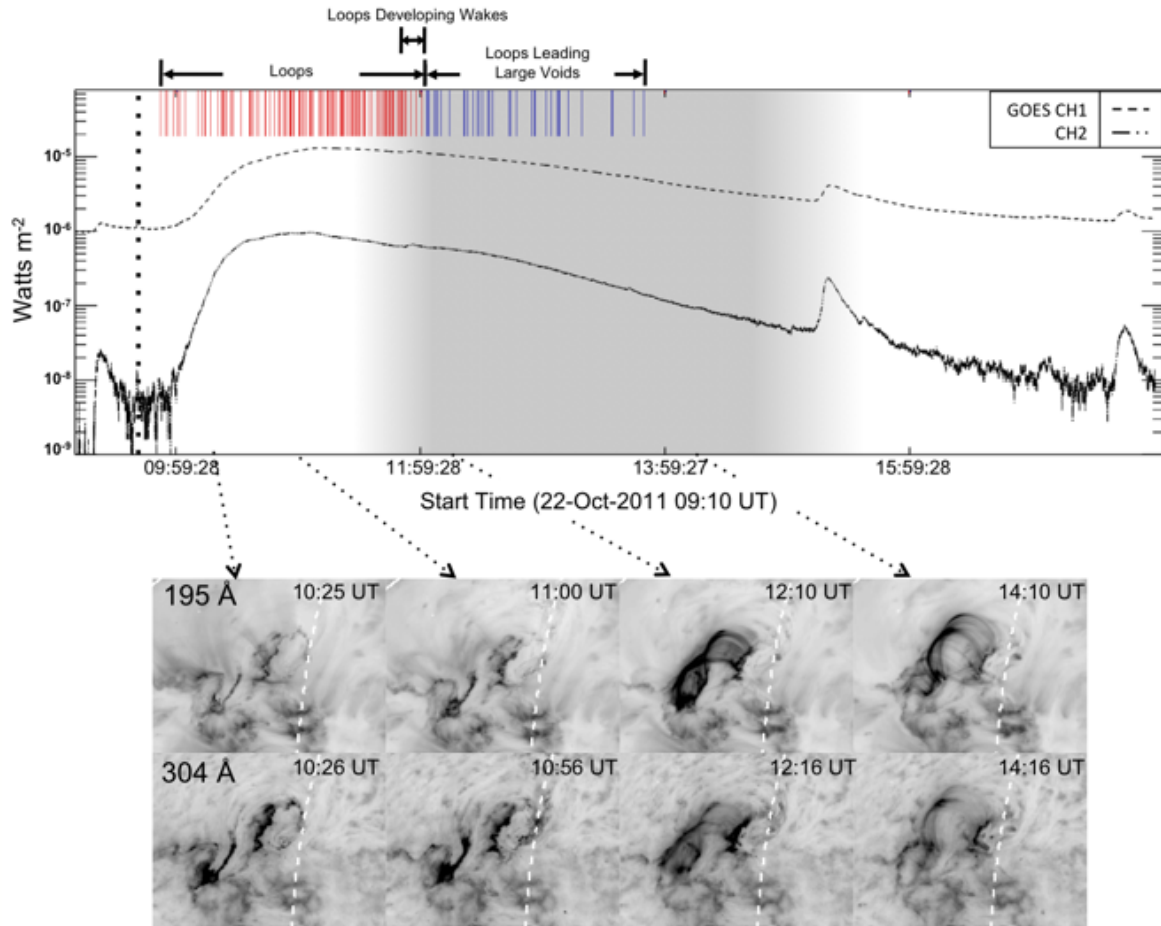 Loops Developing Wakes
Loops
Loops Leading
Large Voids
GOES CH1
CH2
Watts m-2
10-5
10-6
10-7
10-8
10-9
09:59:28 11:59:28 13:59:27 15:59:28
Start Time (22-Oct-2011 09:10 UT)
195 Å 10:25 UT 11:00 UT 12:10 UT 14:10 UT
304 Å 10:26 UT 10:56 UT 12:16 UT 14:16 UT